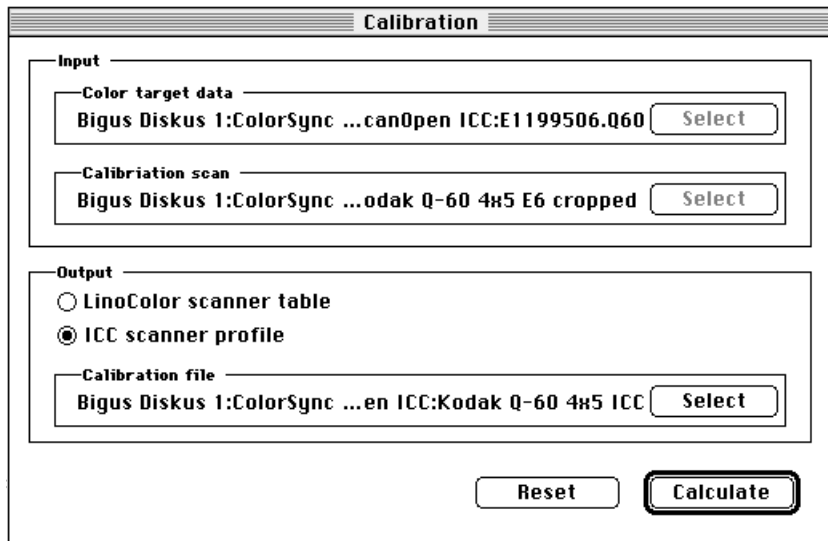 Calibration
Input
Color target data
Bigus Diskus 1:ColorSync ...canOpen ICC:E1199506.Q60 Select
Calibriation scan
Bigus Diskus 1:ColorSync ...odak Q-60 4x5 E6 cropped Select
Output
LinoColor scanner table
ICC scanner profile
Calibration file
Bigus Diskus 1:ColorSync ...en ICC:Kodak Q-60 4x5 ICC Select
Reset Calculate